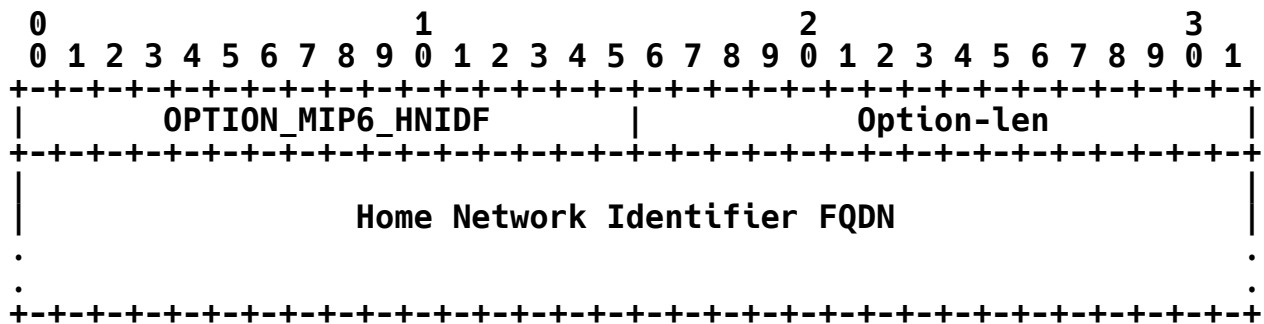 0                   1                   2                   3
 0 1 2 3 4 5 6 7 8 9 0 1 2 3 4 5 6 7 8 9 0 1 2 3 4 5 6 7 8 9 0 1
+-+-+-+-+-+-+-+-+-+-+-+-+-+-+-+-+-+-+-+-+-+-+-+-+-+-+-+-+-+-+-+-+
|       OPTION_MIP6_HNIDF       |           Option-len          |
+-+-+-+-+-+-+-+-+-+-+-+-+-+-+-+-+-+-+-+-+-+-+-+-+-+-+-+-+-+-+-+-+
|                                                               |
|                 Home Network Identifier FQDN                  |
.                                                               .
.                                                               .
+-+-+-+-+-+-+-+-+-+-+-+-+-+-+-+-+-+-+-+-+-+-+-+-+-+-+-+-+-+-+-+-+